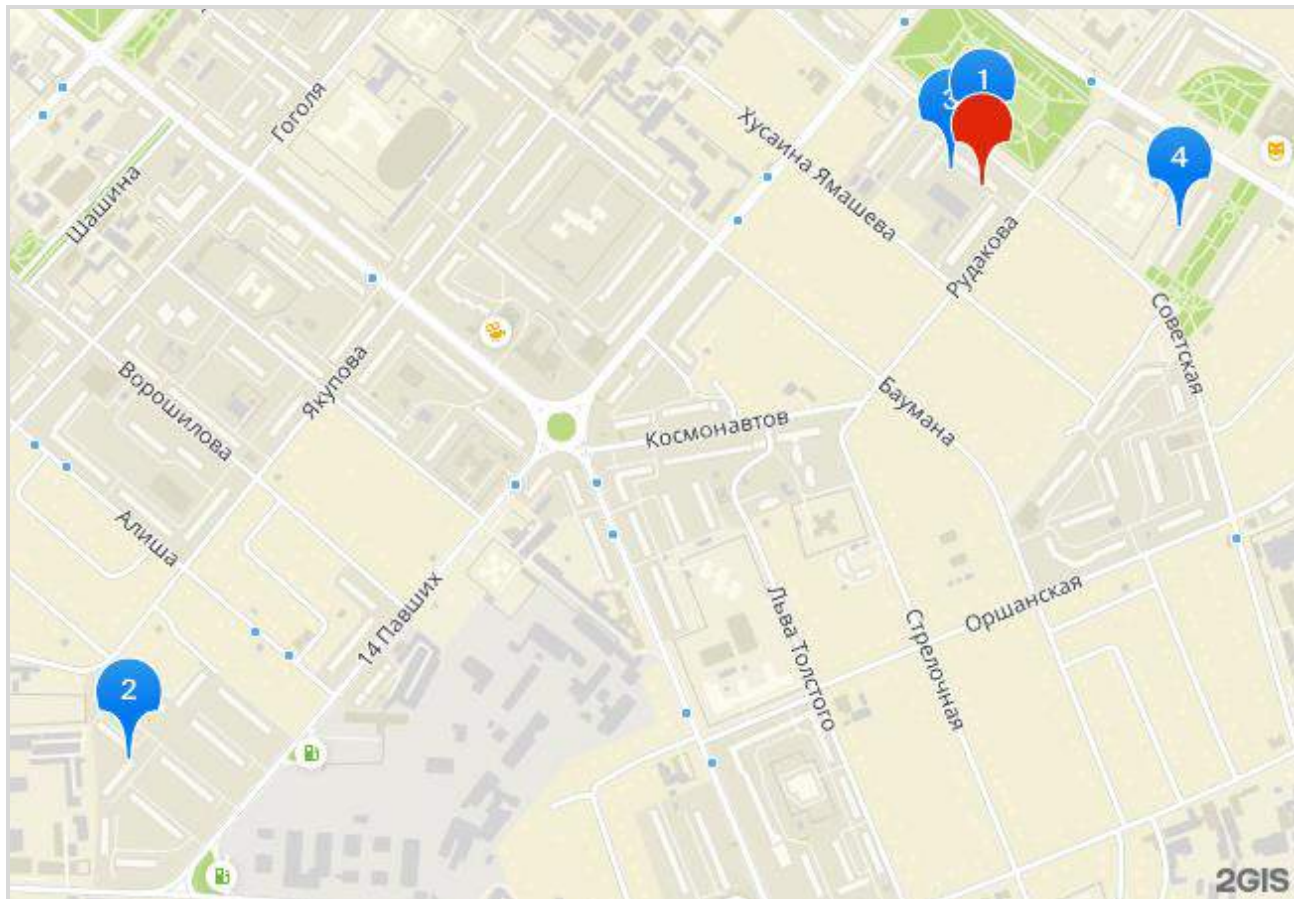 Гоголя
1
3
Хусаина Ямашева
4
Шашина
Рудакова
Советская
Ворошилова
Якупова
Баумана
Космонавтов
Алиша
14 Павших
Льва Толстого
Стрелочная
Оршанская
2
2GIS